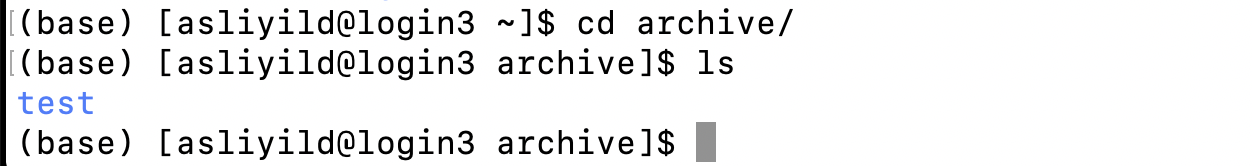 [(base) [asliyild@login3 ~]$ cd archive/
[(base) [asliyild@login3 archive]$ ls
test
(base) [asliyild@login3 archive]$